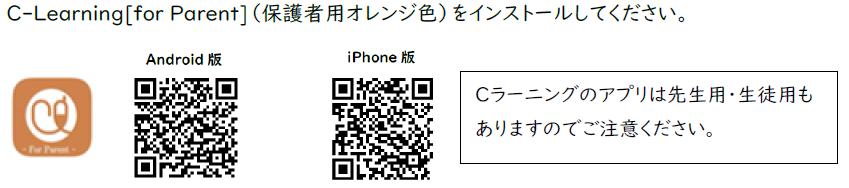 C-Learning[for Parent]（保護者用オレンジ色）をインストールしてください。
Android 版
iPhone 版
Cラーニングのアプリは先生用・生徒用も
ありますのでご注意ください。
- For Parent -